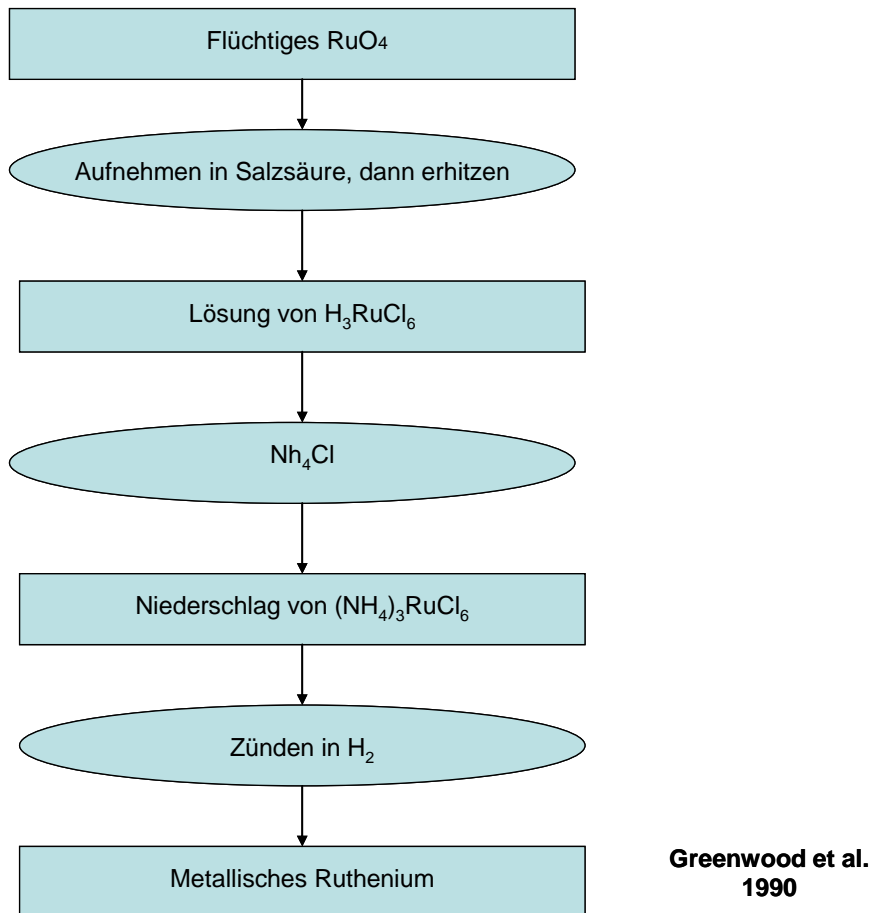 Flüchtiges RuO4
Aufnehmen in Salzsäure, dann erhitzen
Lösung von H₃RuCl₆
Nh₄Cl
Niederschlag von (NH₄)₃RuCl₆
Zünden in H₂
Metallisches Ruthenium
Greenwood et al.
1990